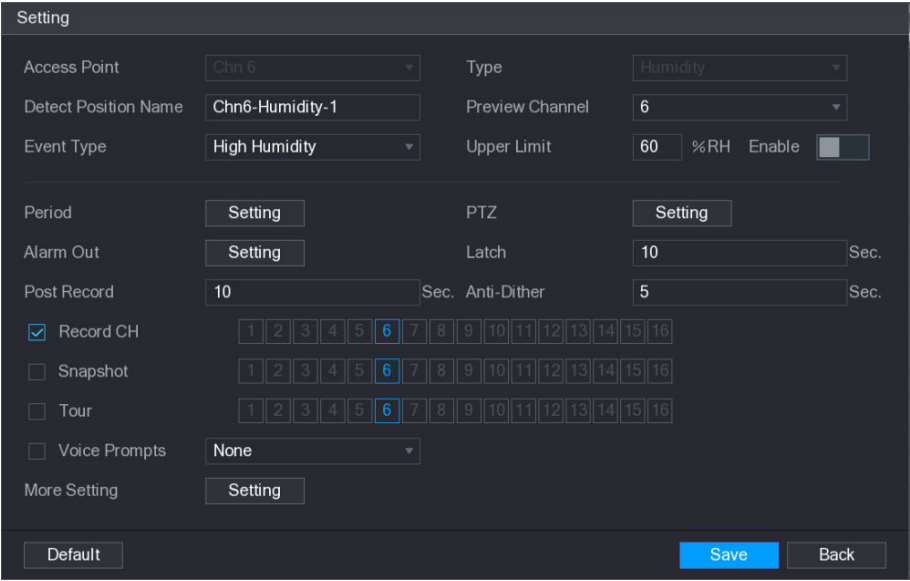 Setting
Access Point Chn 6 Type Humidity
Detect Position Name Chn6-Humidity-1 Preview Channel 6
Event Type High Humidity Upper Limit 60 %RH Enable
Period Setting PTZ Setting
Alarm Out Setting Latch 10 Sec.
Post Record 10 Sec. Anti-Dither 5 Sec.
Record CH 1 2 3 4 5 6 7 8 9 10 11 12 13 14 15 16
Snapshot 1 2 3 4 5 6 7 8 9 10 11 12 13 14 15 16
Tour 1 2 3 4 5 6 7 8 9 10 11 12 13 14 15 16
Voice Prompts None
More Setting Setting
Default Save Back